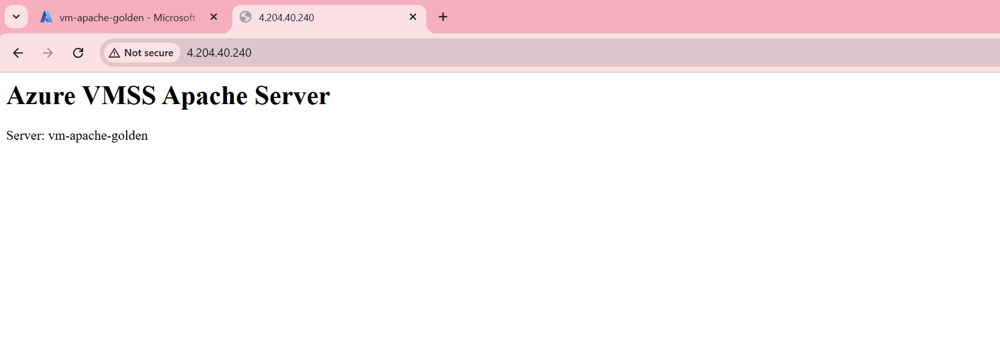 vm-apache-golden - Microsoft
4.204.40.240
Not secure
4.204.40.240
Azure VMSS Apache Server
Server: vm-apache-golden